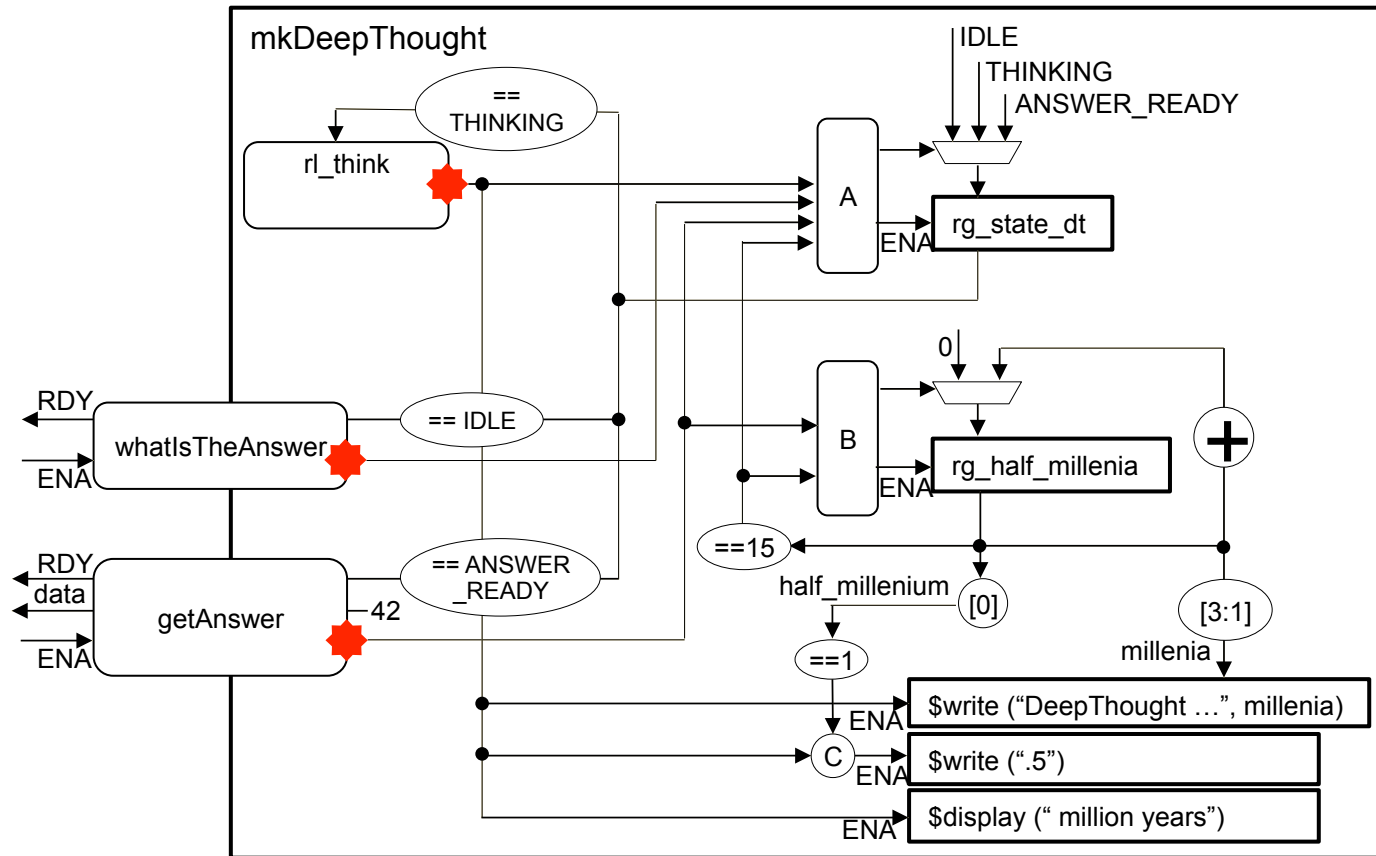 mkDeepThought
IDLE
THINKING
ANSWER_READY
==
THINKING
rl_think
A
ENA
rg_state_dt
0
RDY
whatIsTheAnswer
ENA
== IDLE
B
ENA
rg_half_millenia
+
==15
RDY
data
getAnswer
ENA
== ANSWER
_READY
42
half_millenium
[0]
[3:1]
==1
millenia
ENA
$write (“DeepThought …”, millenia)
C
ENA
$write (“.5”)
ENA
$display (“ million years”)